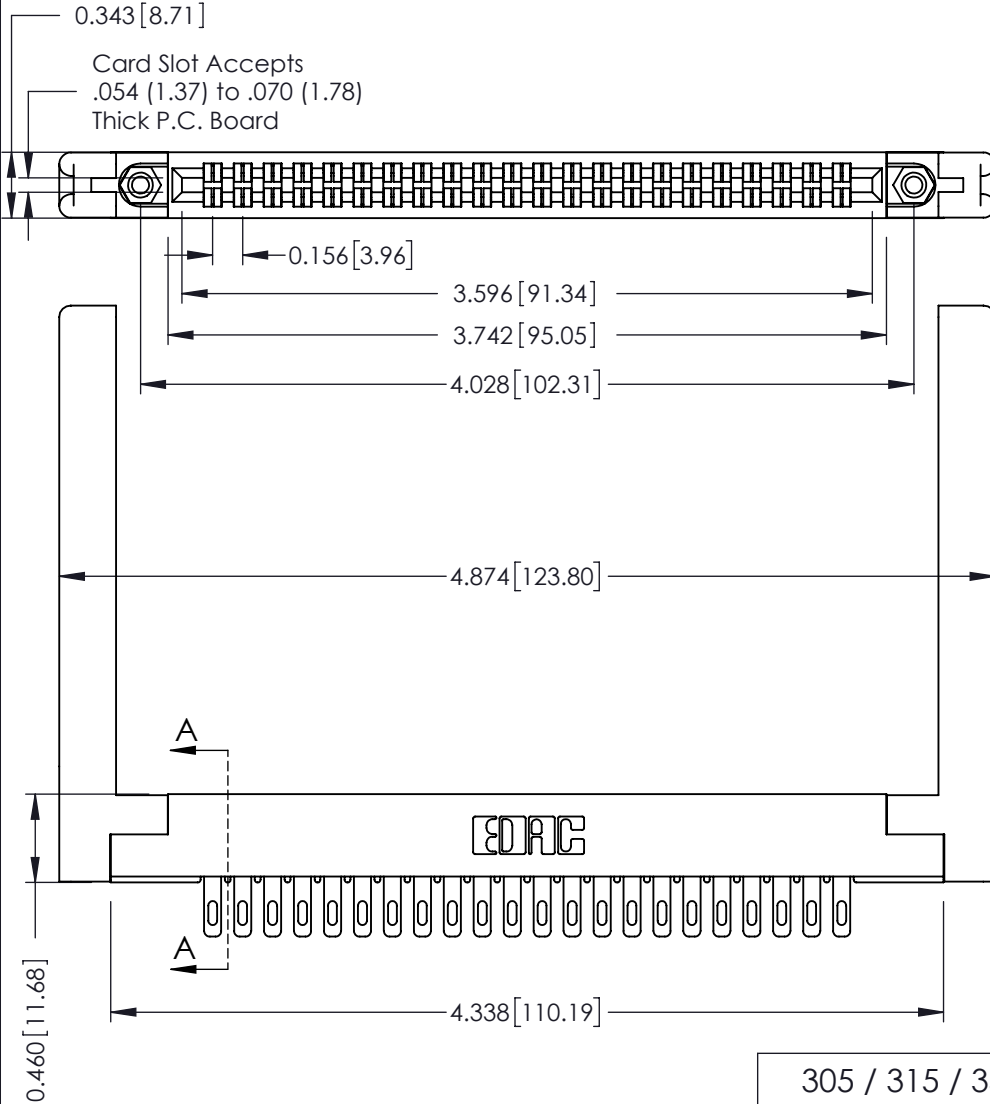 0.343[8.71]
Card Slot Accepts
.054 (1.37) to .070 (1.78)
Thick P.C. Board
0.156[3.96]
3.596[91.34]
3.742[95.05]
4.028[102.31]
4.874[123.80]
A
EDAC
A
0.460[11.68]
4.338[110.19]
305 / 315 / 3